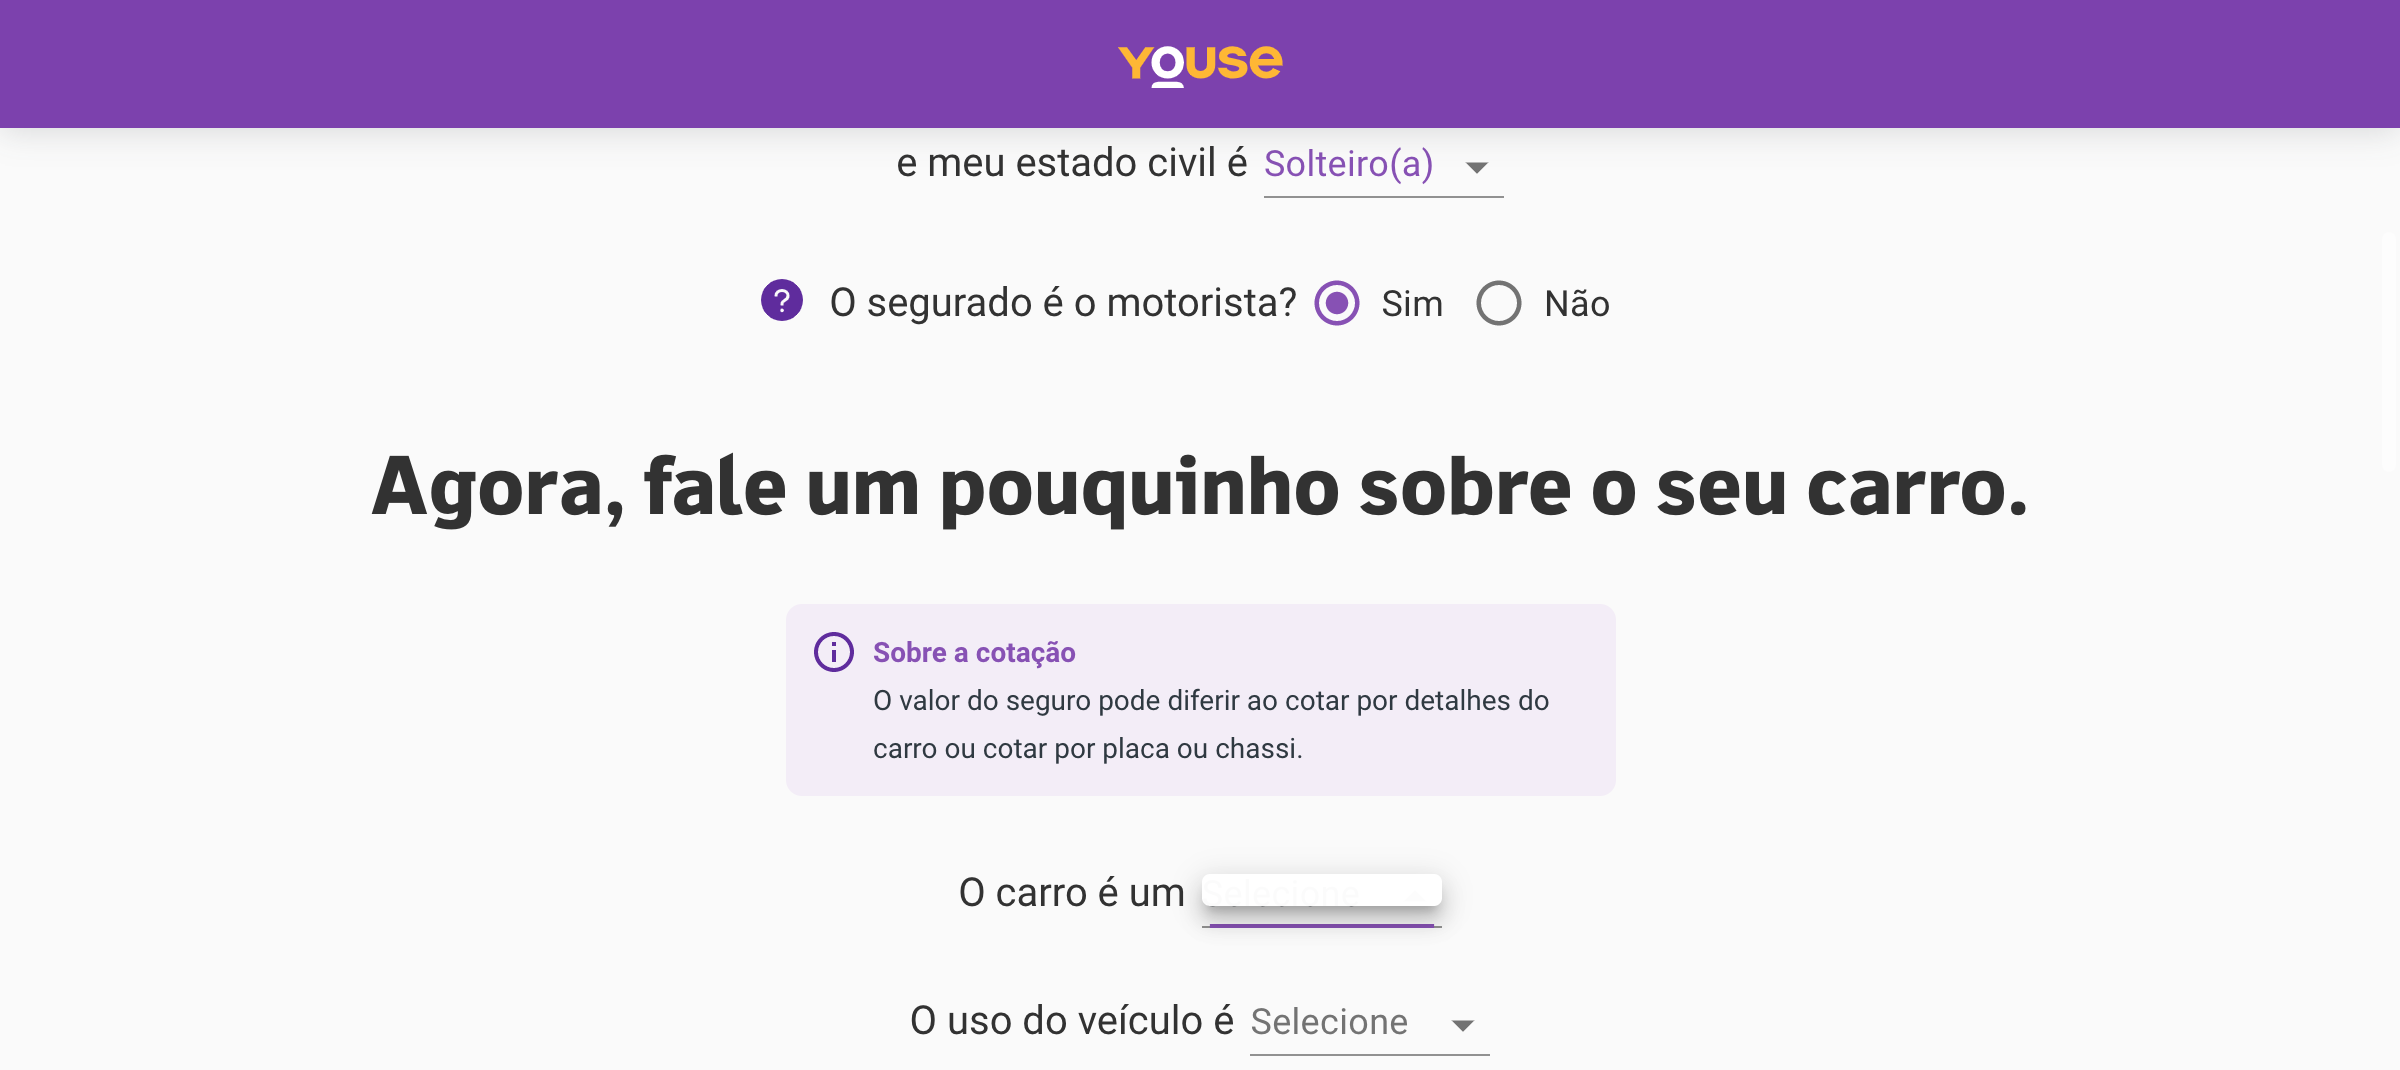 youse
e meu estado civil é Solteiro(a)
? O segurado é o motorista? Sim Não
Agora, fale um pouquinho sobre o seu carro.
Sobre a cotação
O valor do seguro pode diferir ao cotar por detalhes do
carro ou cotar por placa ou chassi.
O carro é um Selecione
O uso do veículo é Selecione